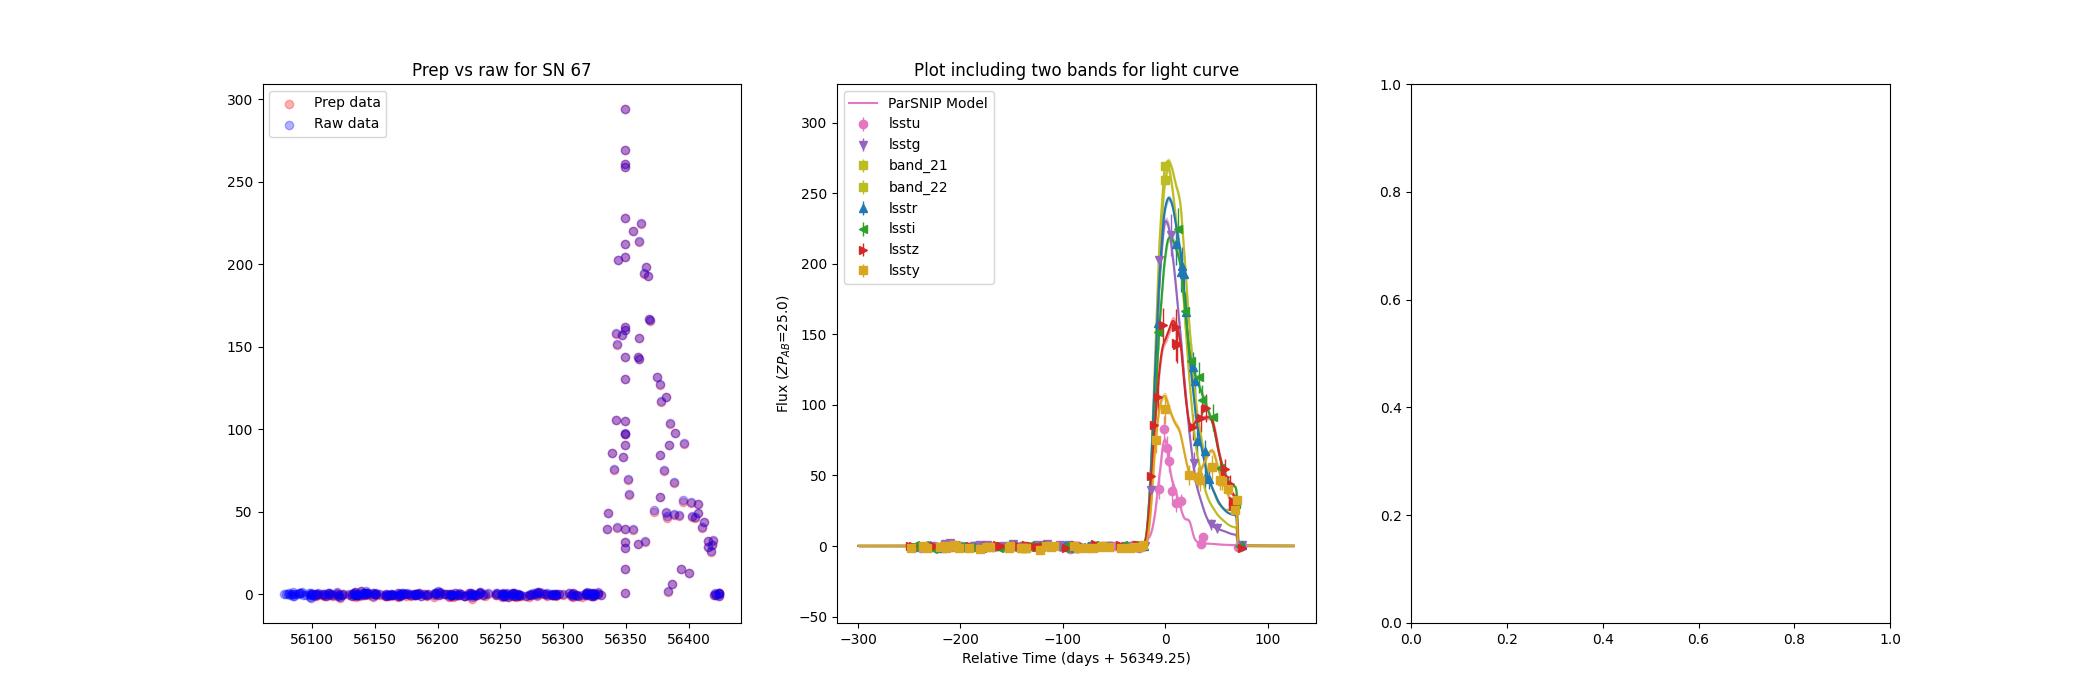 Prep vs raw for SN 67
Prep data
Raw data
300
250
200
150
100
50
0
56100 56150 56200 56250 56300 56350 56400
Plot including two bands for light curve
ParSNIP Model
lsstu
lsstg
band_21
band_22
lsstr
lssti
lsstz
lssty
Flux (ZP_AB=25.0)
300
250
200
150
100
50
0
−50
−300 −200 −100 0 100
Relative Time (days + 56349.25)
1.0
0.8
0.6
0.4
0.2
0.0
0.0 0.2 0.4 0.6 0.8 1.0